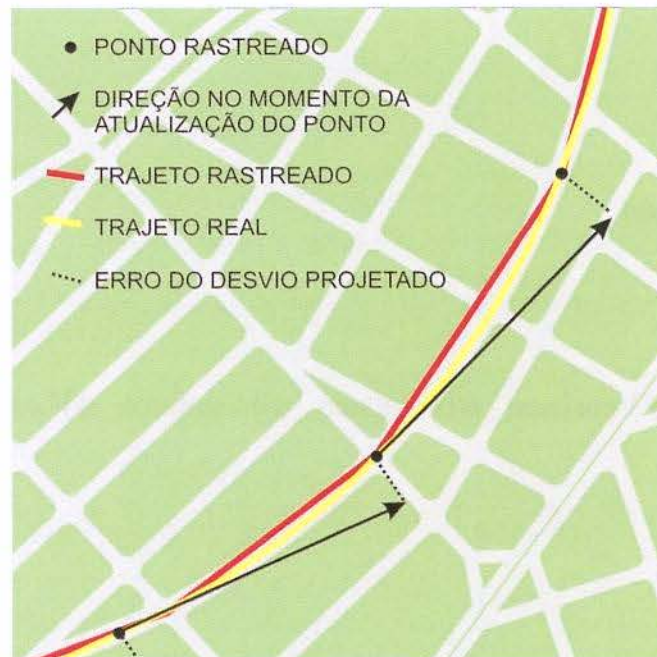 PONTO RASTREADO
DIREÇÃO NO MOMENTO DA
ATUALIZAÇÃO DO PONTO
TRAJETO RASTREADO
TRAJETO REAL
ERRO DO DESVIO PROJETADO